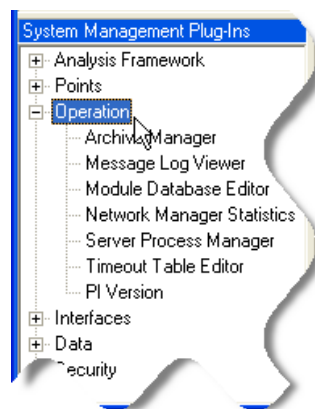 System Management Plug-Ins
Analysis Framework
Points
Operation
Archive Manager
Message Log Viewer
Module Database Editor
Network Manager Statistics
Server Process Manager
Timeout Table Editor
PI Version
Interfaces
Data
Security